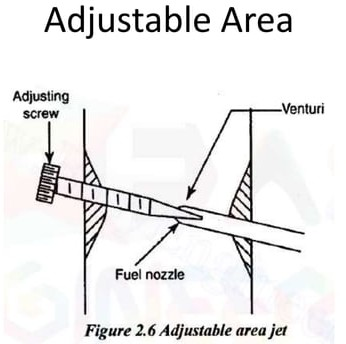 Adjustable Area
Adjusting
screw
Venturi
Fuel nozzle
Figure 2.6 Adjustable area jet